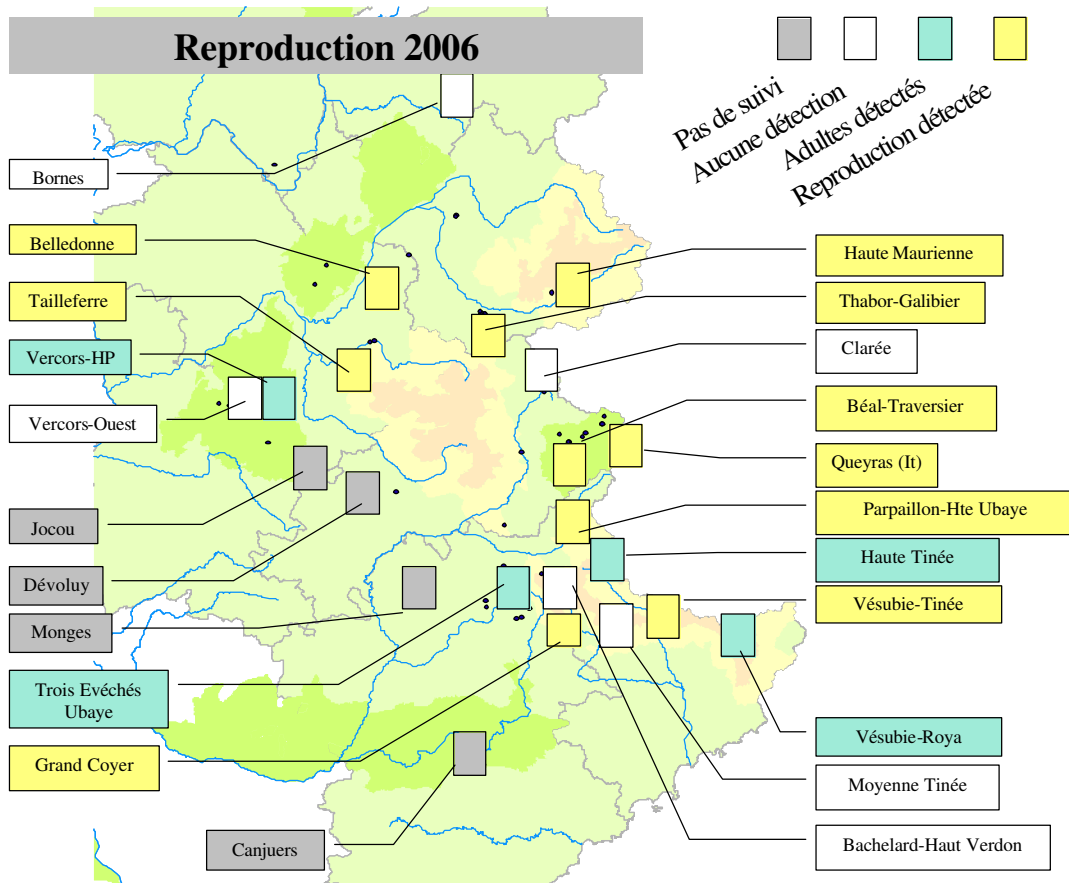 Reproduction 2006
Pas de suivi
Aucune détection
Adultes détectés
Reproduction détectée
Bornes
Belledonne
Tailleferre
Vercors-HP
Vercors-Ouest
Jocou
Dévoluy
Monges
Trois Evéchés
Ubaye
Grand Coyer
Canjuers
Haute Maurienne
Thabor-Galibier
Clarée
Béal-Traversier
Queyras (It)
Parpaillon-Hte Ubaye
Haute Tinée
Vésubie-Tinée
Vésubie-Roya
Moyenne Tinée
Bachelard-Haut Verdon